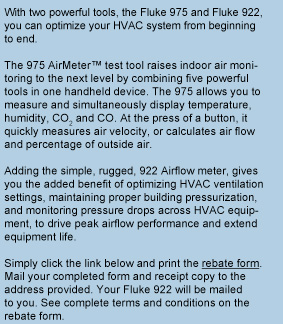 With two powerful tools, the Fluke 975 and Fluke 922,
you can optimize your HVAC system from beginning
to end.
The 975 AirMeter™ test tool raises indoor air moni-
toring to the next level by combining five powerful
tools in one handheld device. The 975 allows you to
measure and simultaneously display temperature,
humidity, CO₂ and CO. At the press of a button, it
quickly measures air velocity, or calculates air flow
and percentage of outside air.
Adding the simple, rugged, 922 Airflow meter, gives
you the added benefit of optimizing HVAC ventilation
settings, maintaining proper building pressurization,
and monitoring pressure drops across HVAC equip-
ment, to drive peak airflow performance and extend
equipment life.
Simply click the link below and print the rebate form.
Mail your completed form and receipt copy to the
address provided. Your Fluke 922 will be mailed
to you. See complete terms and conditions on the
rebate form.